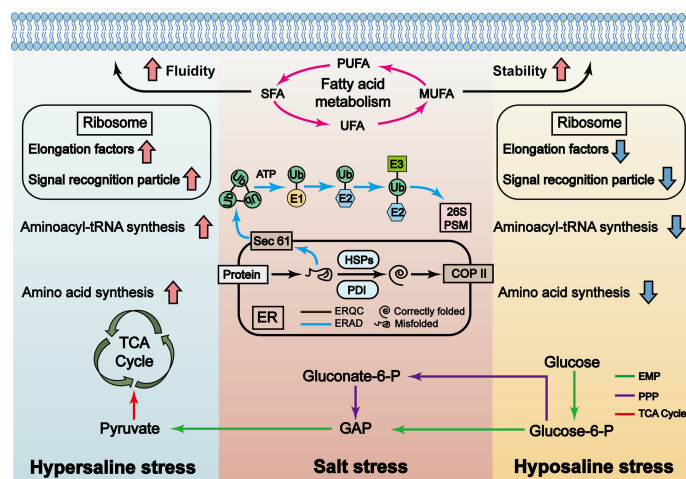 PUFA
Fluidity
Fatty acid
metabolism
Stability
SFA
MUFA
UFA
Ribosome
Elongation factors
Signal recognition particle
Aminoacyl-tRNA synthesis
Amino acid synthesis
TCA
Cycle
Pyruvate
Hypersaline stress
ATP
Ub
Ub
Ub
Ub
E1
Ub
E2
E3
Ub
E2
26S
PSM
Sec 61
Protein
HSPs
PDI
COP II
ER
ERQC
ERAD
Correctly folded
Misfolded
Gluconate-6-P
GAP
Salt stress
Ribosome
Elongation factors
Signal recognition particle
Aminoacyl-tRNA synthesis
Amino acid synthesis
Glucose
Glucose-6-P
EMP
PPP
TCA Cycle
Hyposaline stress